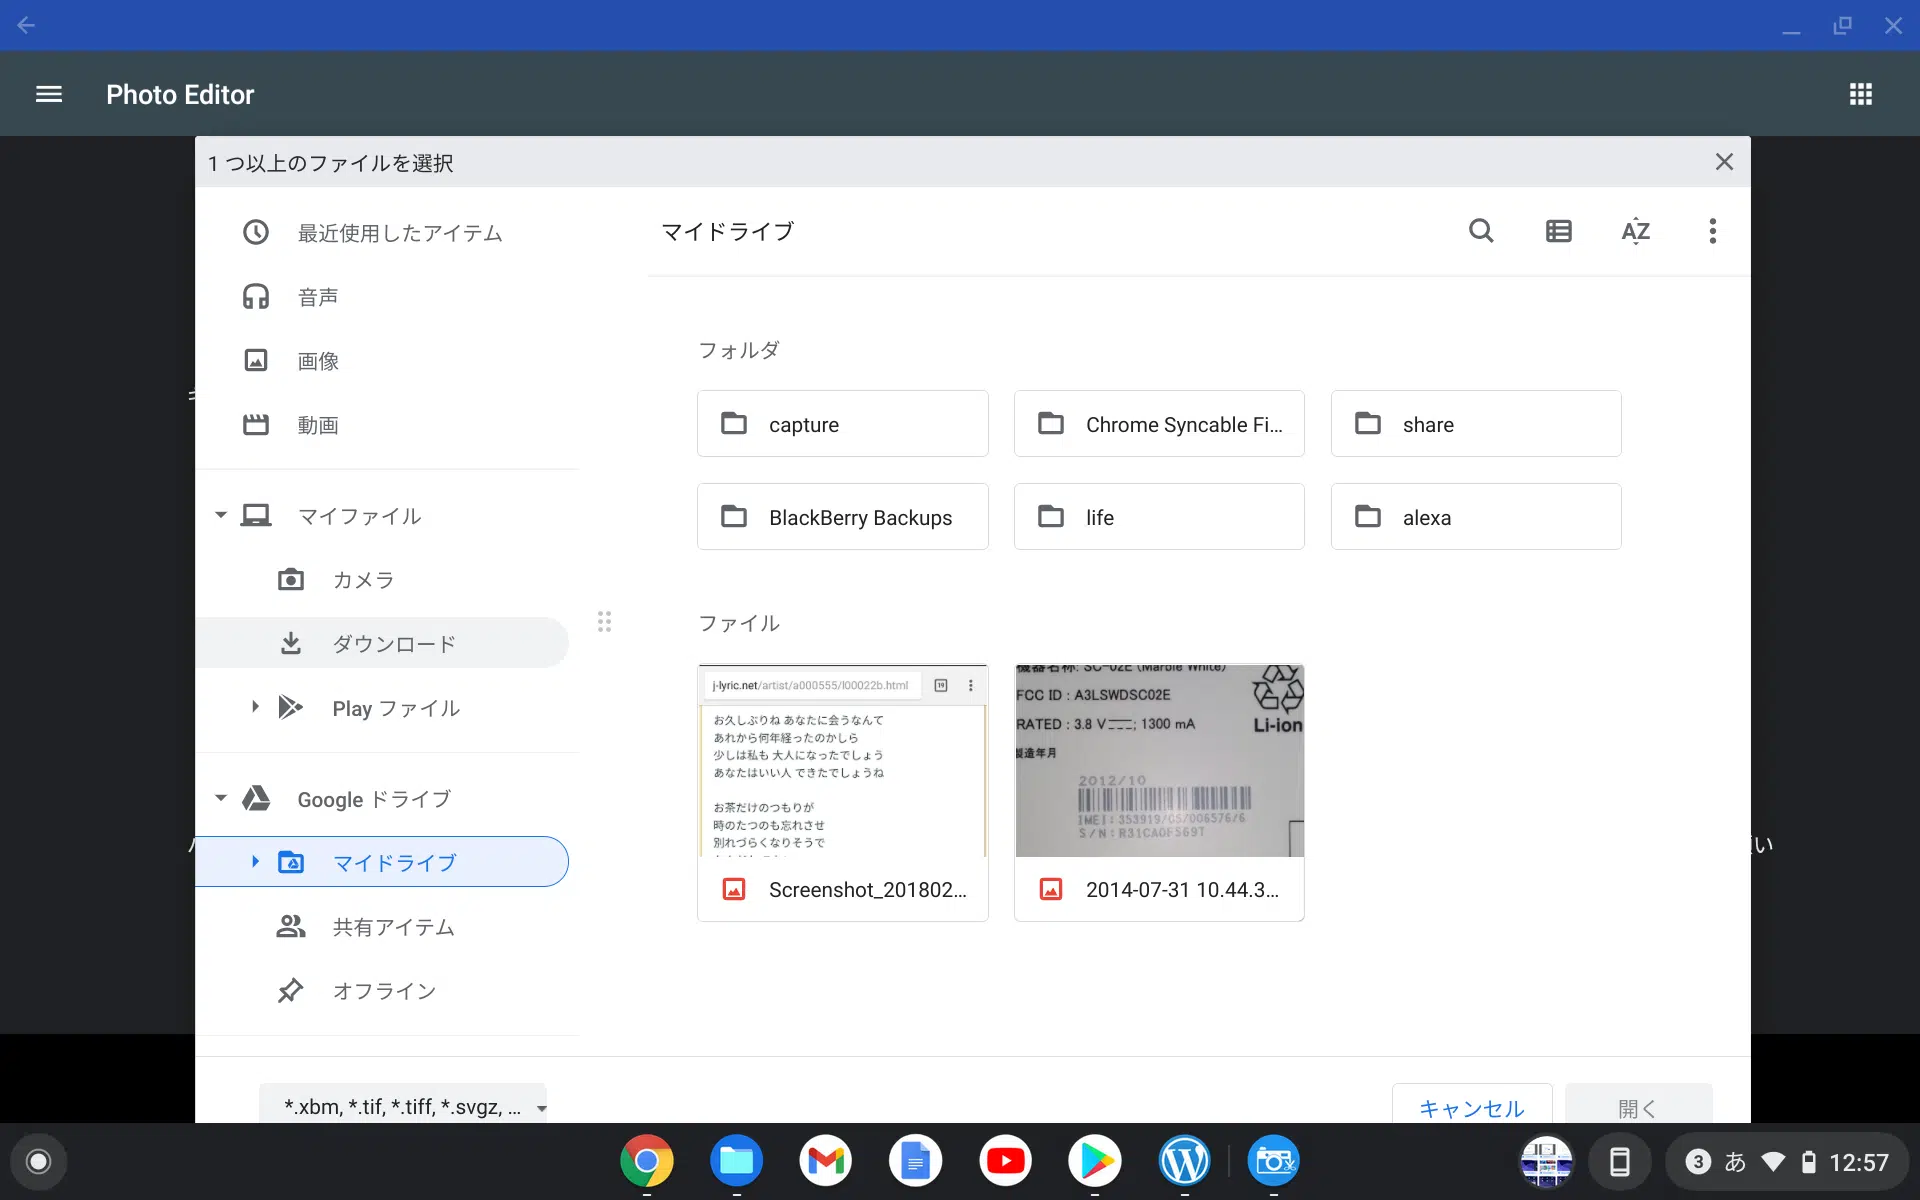 Photo Editor
1 つ以上のファイルを選択
最近使用したアイテム
音声
画像
動画
マイファイル
カメラ
ダウンロード
Play ファイル
Google ドライブ
マイドライブ
共有アイテム
オフライン
マイドライブ
AZ
フォルダ
capture
Chrome Syncable Fi...
share
BlackBerry Backups
life
alexa
ファイル
j-lyric.net/artist/a000555/l00022b.html
19
お久しぶりね あなたに会うなんて
あれから何年経ったのかしら
少しは私も 大人になったでしょう
あなたはいい人 できたでしょうね
お茶だけのつもりが
時のたつのも忘れさせ
別れづらくなりそうで
Screenshot_201802...
機器名称: SC-02E (Marble White)
FCC ID : A3LSWDSC02E
RATED : 3.8 V; 1300 mA
Li-ion
製造年月
2012/10
IMEI: 353919/05/006576/6
S/N: R31CA0F569T
2014-07-31 10.44.3...
い
*.xbm, *.tif, *.tiff, *.svgz, ...
キャンセル
開く
3 あ 12:57